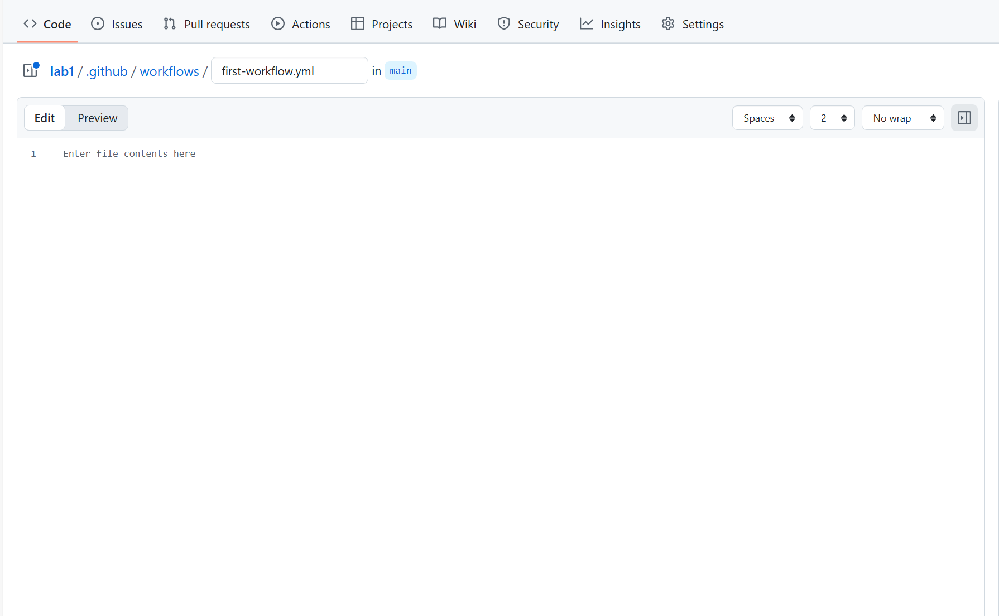 Code Issues Pull requests Actions Projects Wiki Security Insights Settings
lab1 / .github / workflows / first-workflow.yml in main
Edit Preview Spaces 2 No wrap
1 Enter file contents here